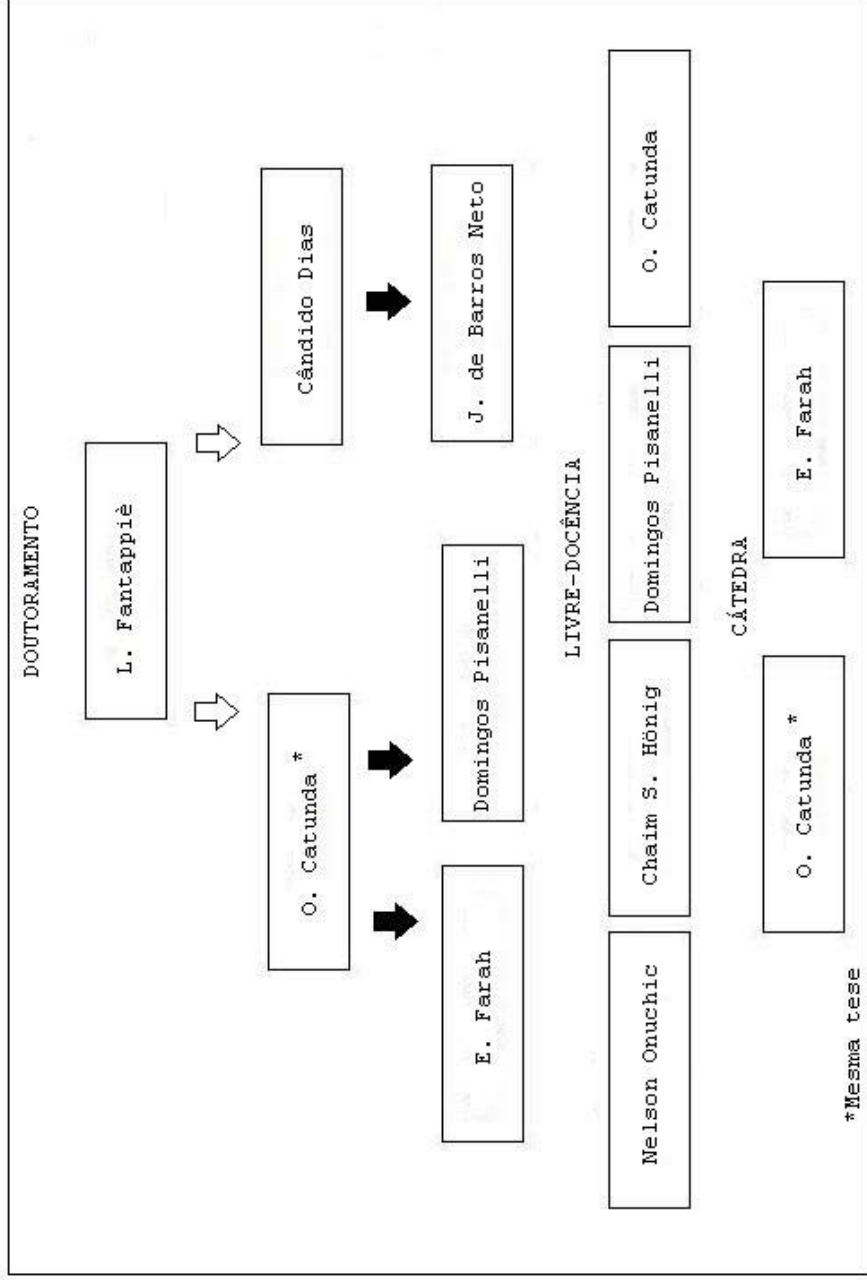 DOUTORAMENTO
L. Fantappiè
O. Catunda *
Cândido Dias
E. Farah
Domingos Pisanelli
J. de Barros Neto
LIVRE-DOCÊNCIA
Nelson Onuchic
Chaim S. Hönig
Domingos Pisanelli
O. Catunda
CÁTEDRA
O. Catunda *
E. Farah
*Mesma tese